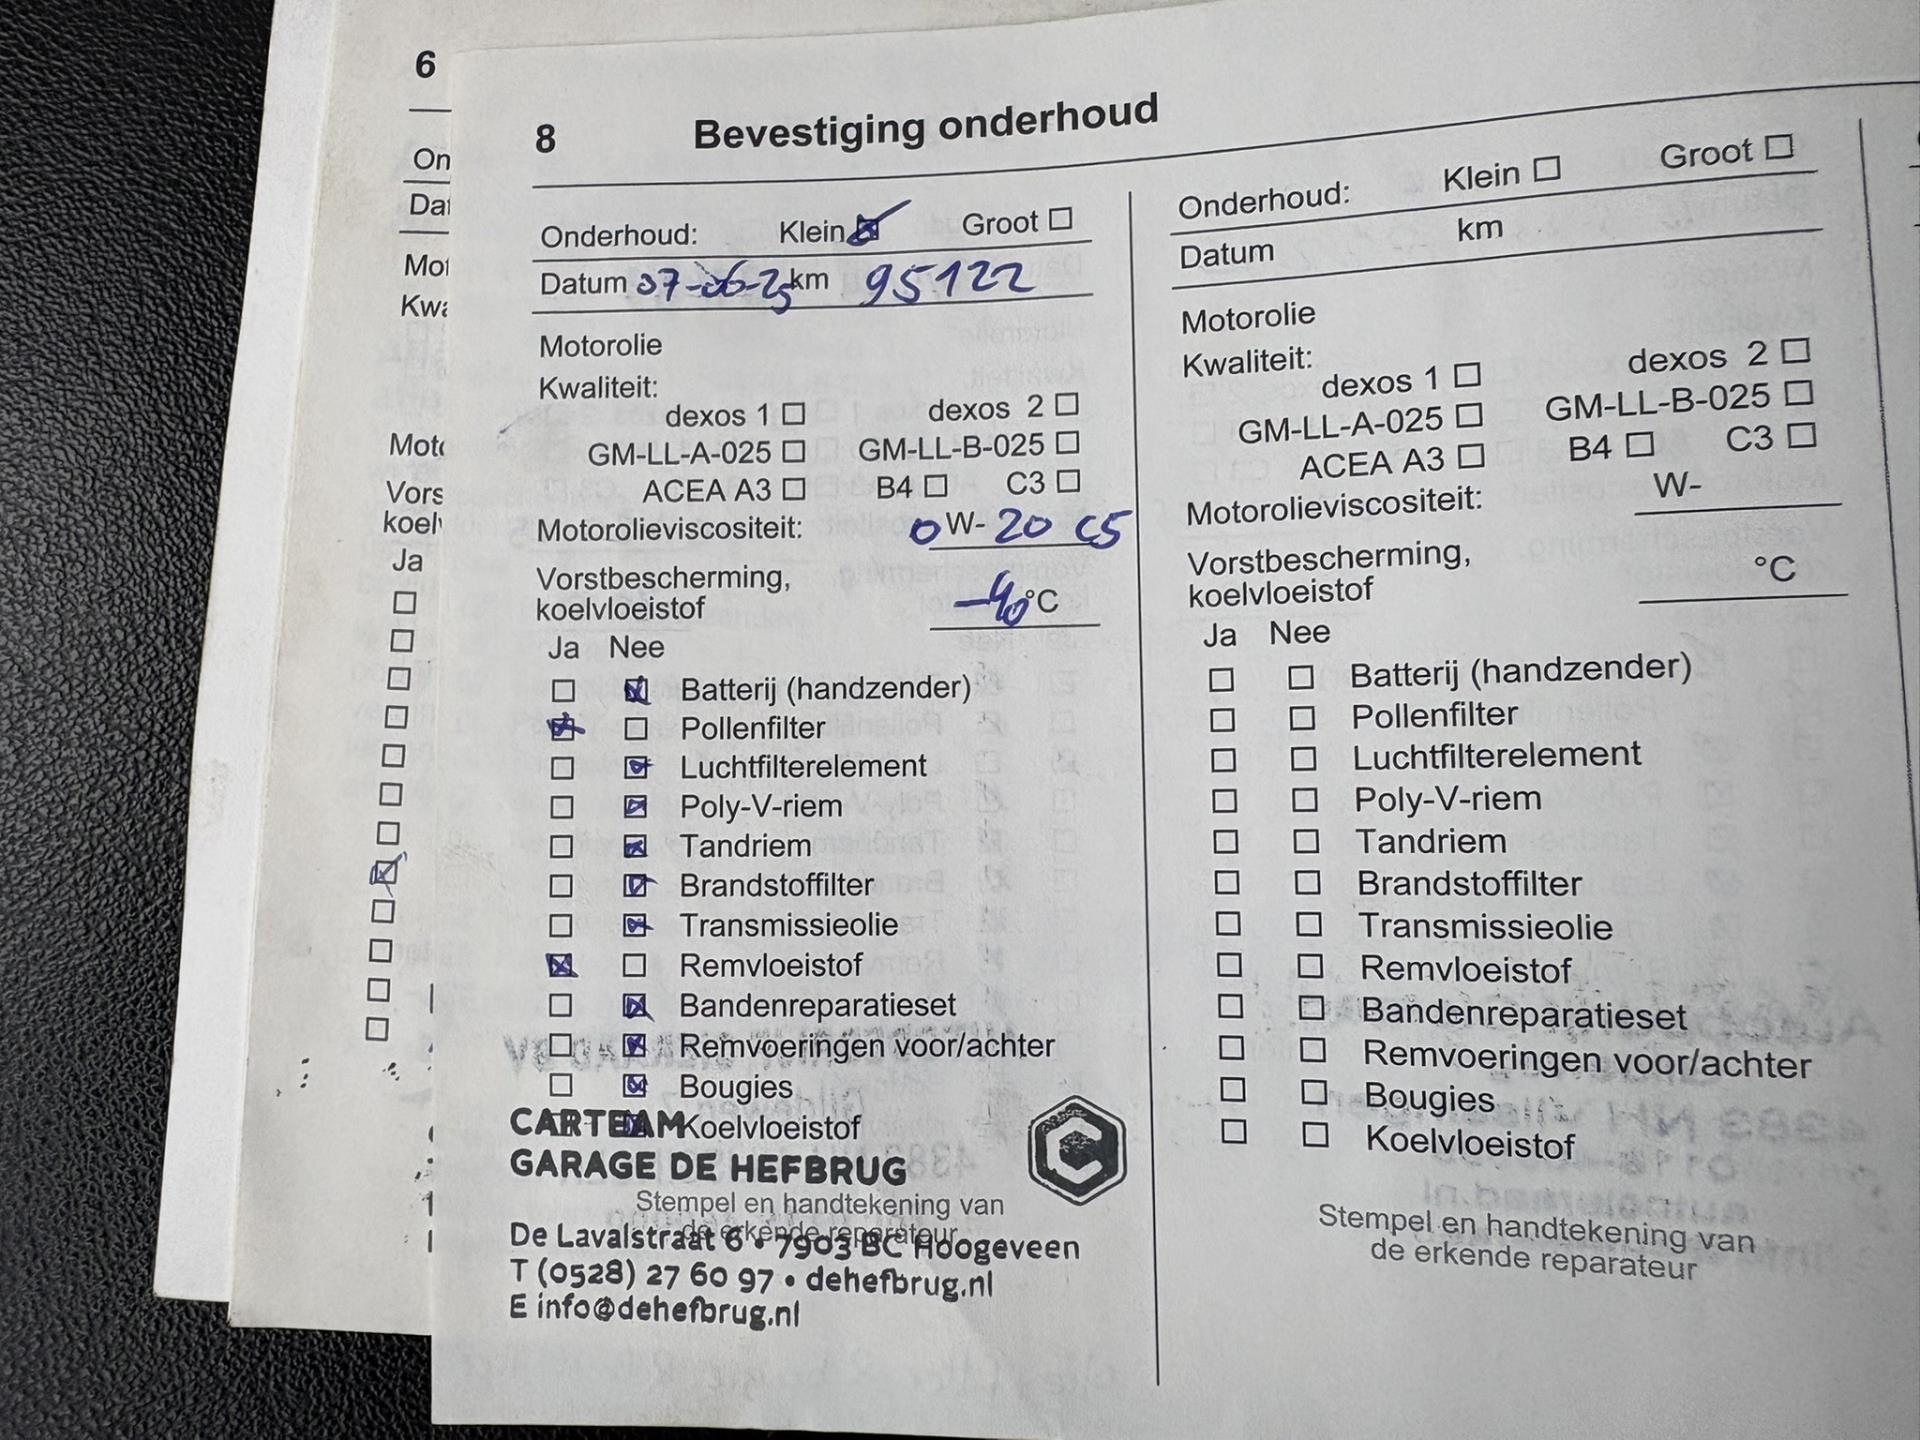 6
On
Dat
Mot
Kwa
Moto
Vors
koelv
Ja
8 Bevestiging onderhoud
Onderhoud: Klein Groot
Datum 07-06-25 km 95122
Motorolie
Kwaliteit:
dexos 1 dexos 2
GM-LL-A-025 GM-LL-B-025
ACEA A3 B4 C3
Motorolieviscositeit: 0 W- 20 C5
Vorstbescherming,
koelvloeistof -40 °C
Ja Nee
Batterij (handzender)
Pollenfilter
Luchtfilterelement
Poly-V-riem
Tandriem
Brandstoffilter
Transmissieolie
Remvloeistof
Bandenreparatieset
Remvoeringen voor/achter
Bougies
Koelvloeistof
CARTEAM
GARAGE DE HEFBRUG
Stempel en handtekening van
de erkende reparateur
De Lavalstraat 6 • 7903 BC Hoogeveen
T (0528) 27 60 97 • dehefbrug.nl
E info@dehefbrug.nl
Onderhoud: Klein Groot
Datum km
Motorolie
Kwaliteit:
dexos 1 dexos 2
GM-LL-A-025 GM-LL-B-025
ACEA A3 B4 C3
Motorolieviscositeit: W-
Vorstbescherming,
koelvloeistof °C
Ja Nee
Batterij (handzender)
Pollenfilter
Luchtfilterelement
Poly-V-riem
Tandriem
Brandstoffilter
Transmissieolie
Remvloeistof
Bandenreparatieset
Remvoeringen voor/achter
Bougies
Koelvloeistof
Stempel en handtekening van
de erkende reparateur